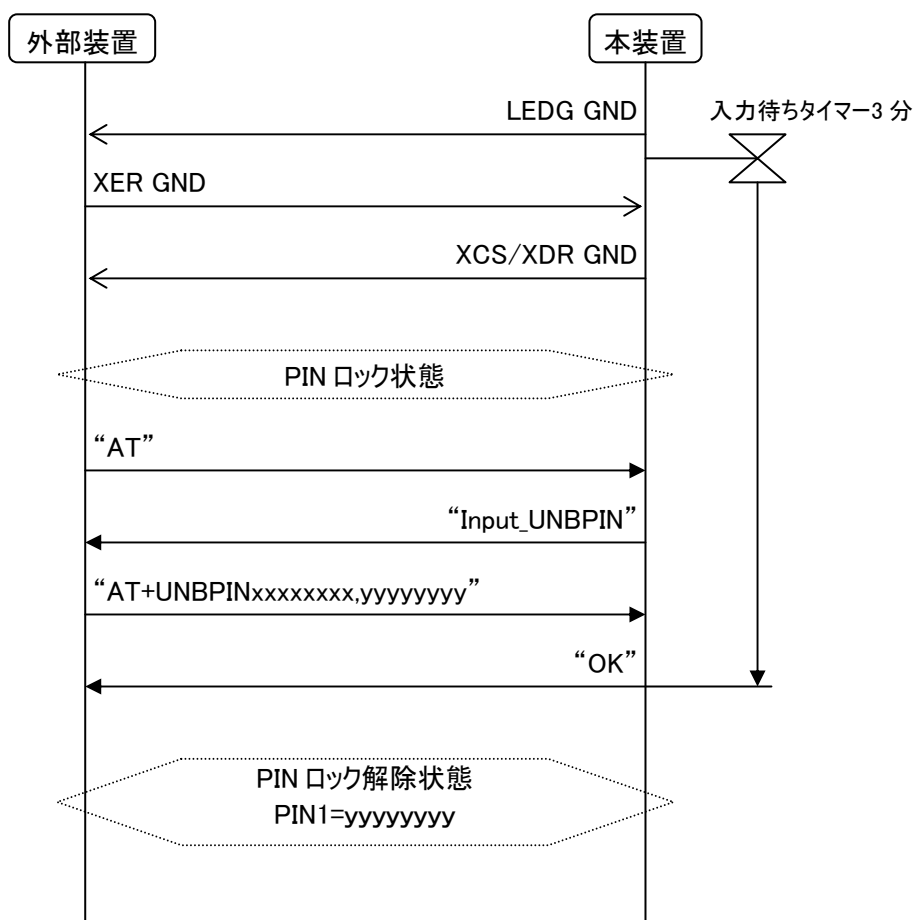 外部装置
本装置
LEDG GND
入力待ちタイマー3 分
XER GND
XCS/XDR GND
PIN ロック状態
“AT”
“Input_UNBPIN”
“AT+UNBPINxxxxxxxx,yyyyyyyy”
“OK”
PIN ロック解除状態
PIN1=yyyyyyyy